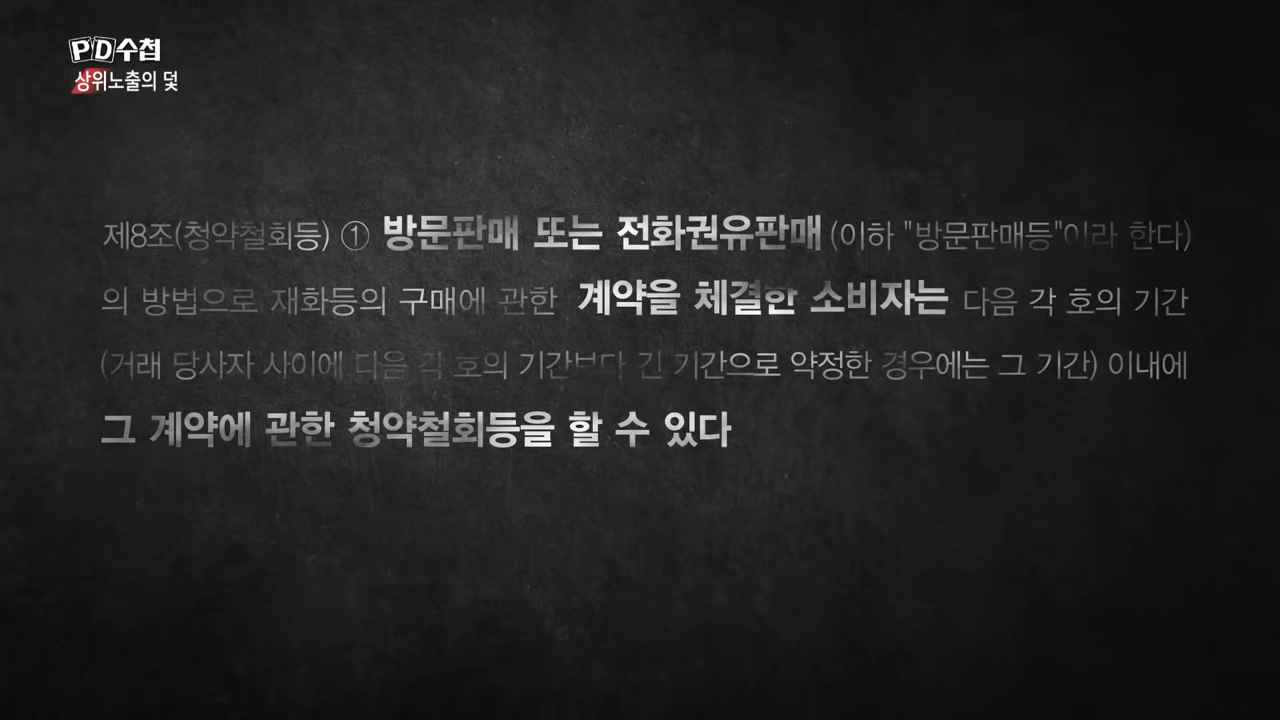 PD수첩
상위노출의 덫
제8조(청약철회등) ① 방문판매 또는 전화권유판매(이하 "방문판매등"이라 한다)
의 방법으로 재화등의 구매에 관한 계약을 체결한 소비자는 다음 각 호의 기간
(거래 당사자 사이에 다음 각 호의 기간보다 긴 기간으로 약정한 경우에는 그 기간) 이내에
그 계약에 관한 청약철회등을 할 수 있다